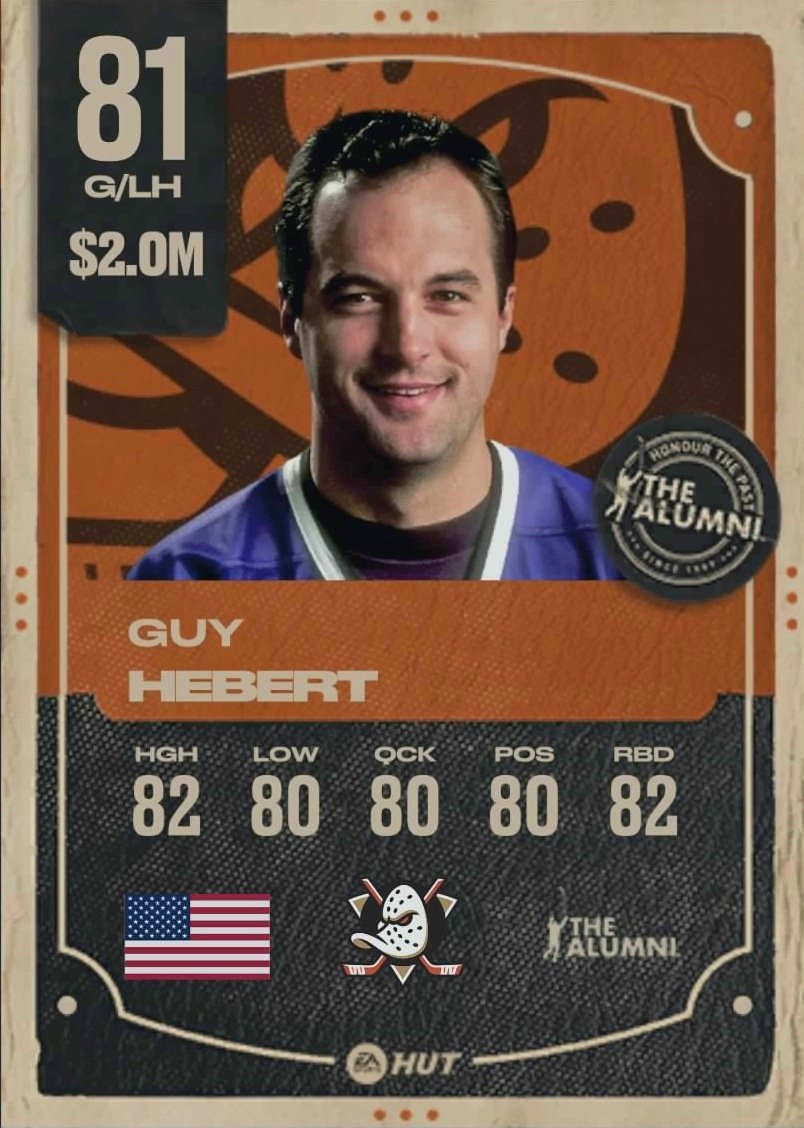 81
G/LH
$2.0M
HONOUR THE PAST
THE
ALUMNI
GUY
HEBERT
HGH LOW QCK POS RBD
82 80 80 80 82
THE
ALUMNI
EA
HUT